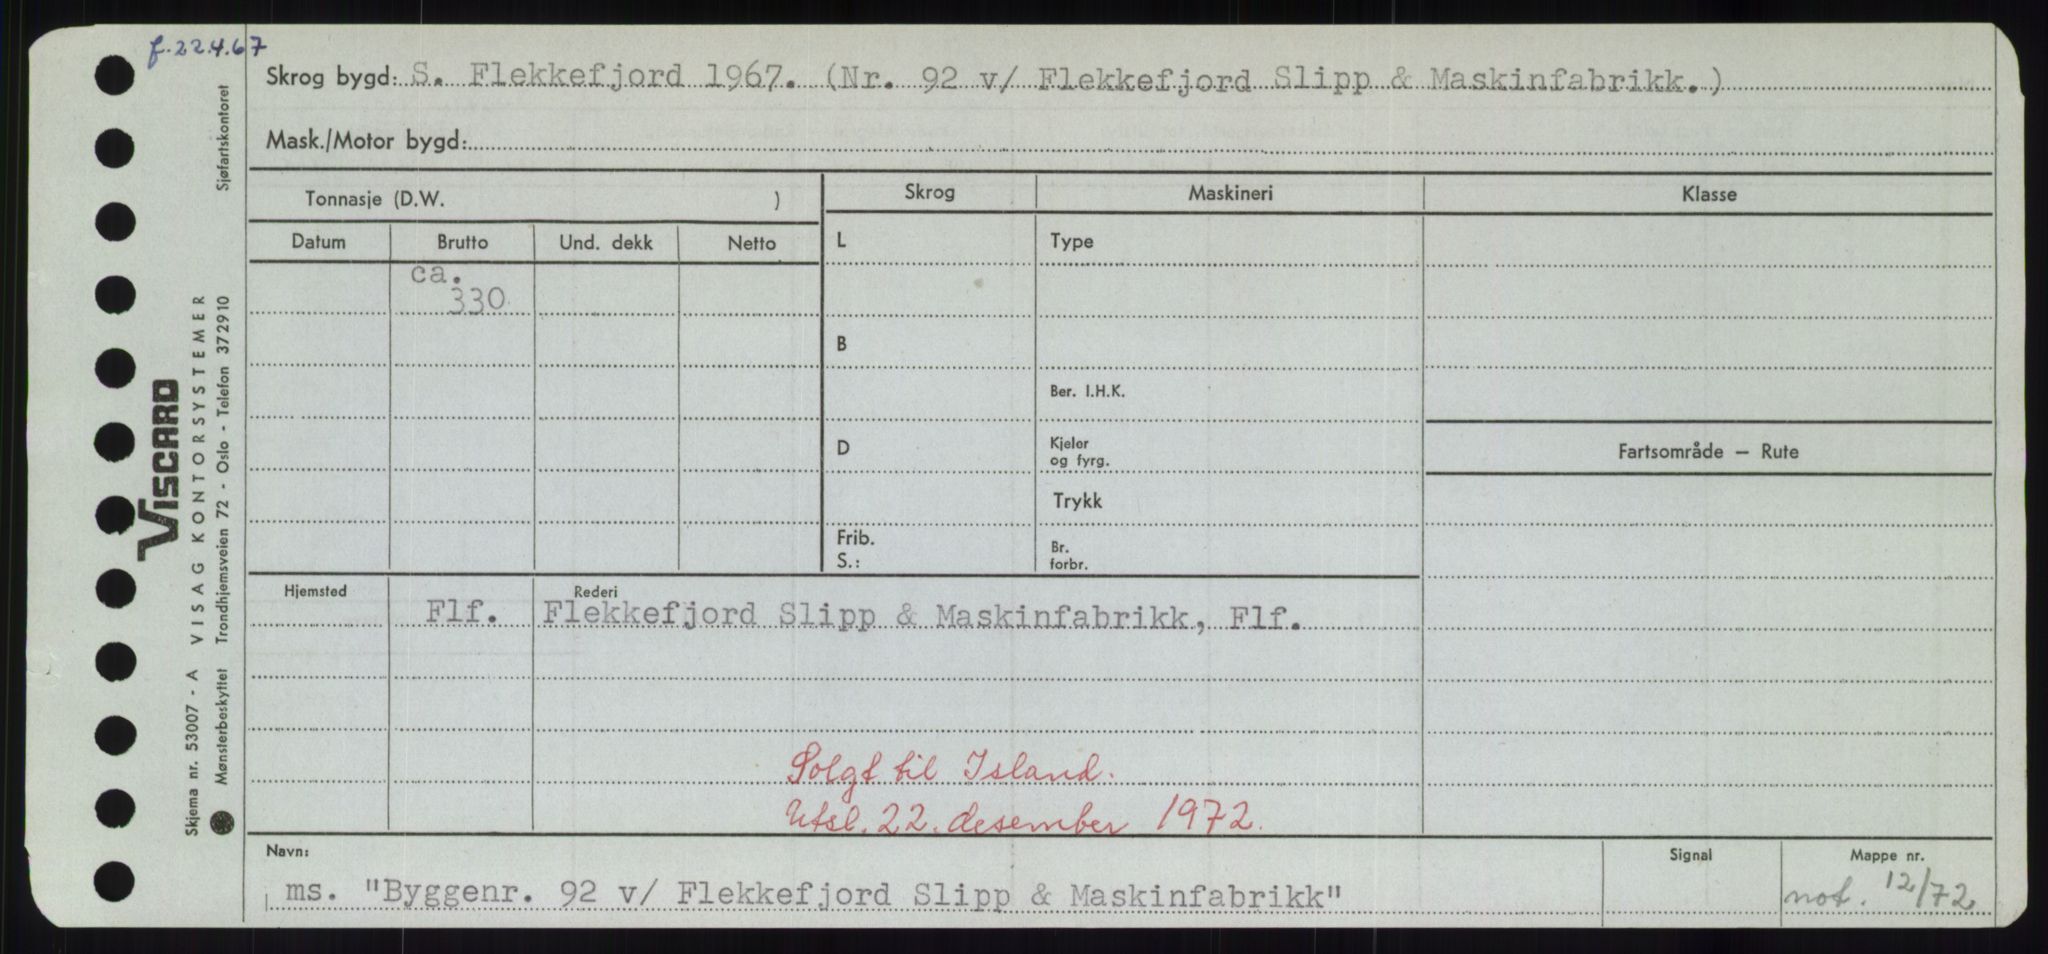 f.22.4.67
Skrog bygd: S. Flekkefjord 1967. (Nr. 92 v/ Flekkefjord Slipp & Maskinfabrikk.)
Mask./Motor bygd:
Tonnasje (D.W. )
Skrog
Maskineri
Klasse
Datum
Brutto
Und. dekk
Netto
L
Type
ca.
330
B
Ber. I.H.K.
D
Kjeler
og fyrg.
Fartsområde — Rute
Trykk
Frib.
S.:
Br.
forbr.
Hjemsted
Rederi
Flf. Flekkefjord Slipp & Maskinfabrikk, Flf.
Solgt til Island.
Utsl. 22. desember 1972.
Navn:
Signal
Mappe nr.
ms. "Byggenr. 92 v/ Flekkefjord Slipp & Maskinfabrikk"
not. 12/72
Skjema nr. 53007 - A VISAG KONTORSYSTEMER
Mønsterbeskyttet Trondhjemsveien 72 - Oslo - Telefon 372910
Sjøfartskontoret
VISCARD